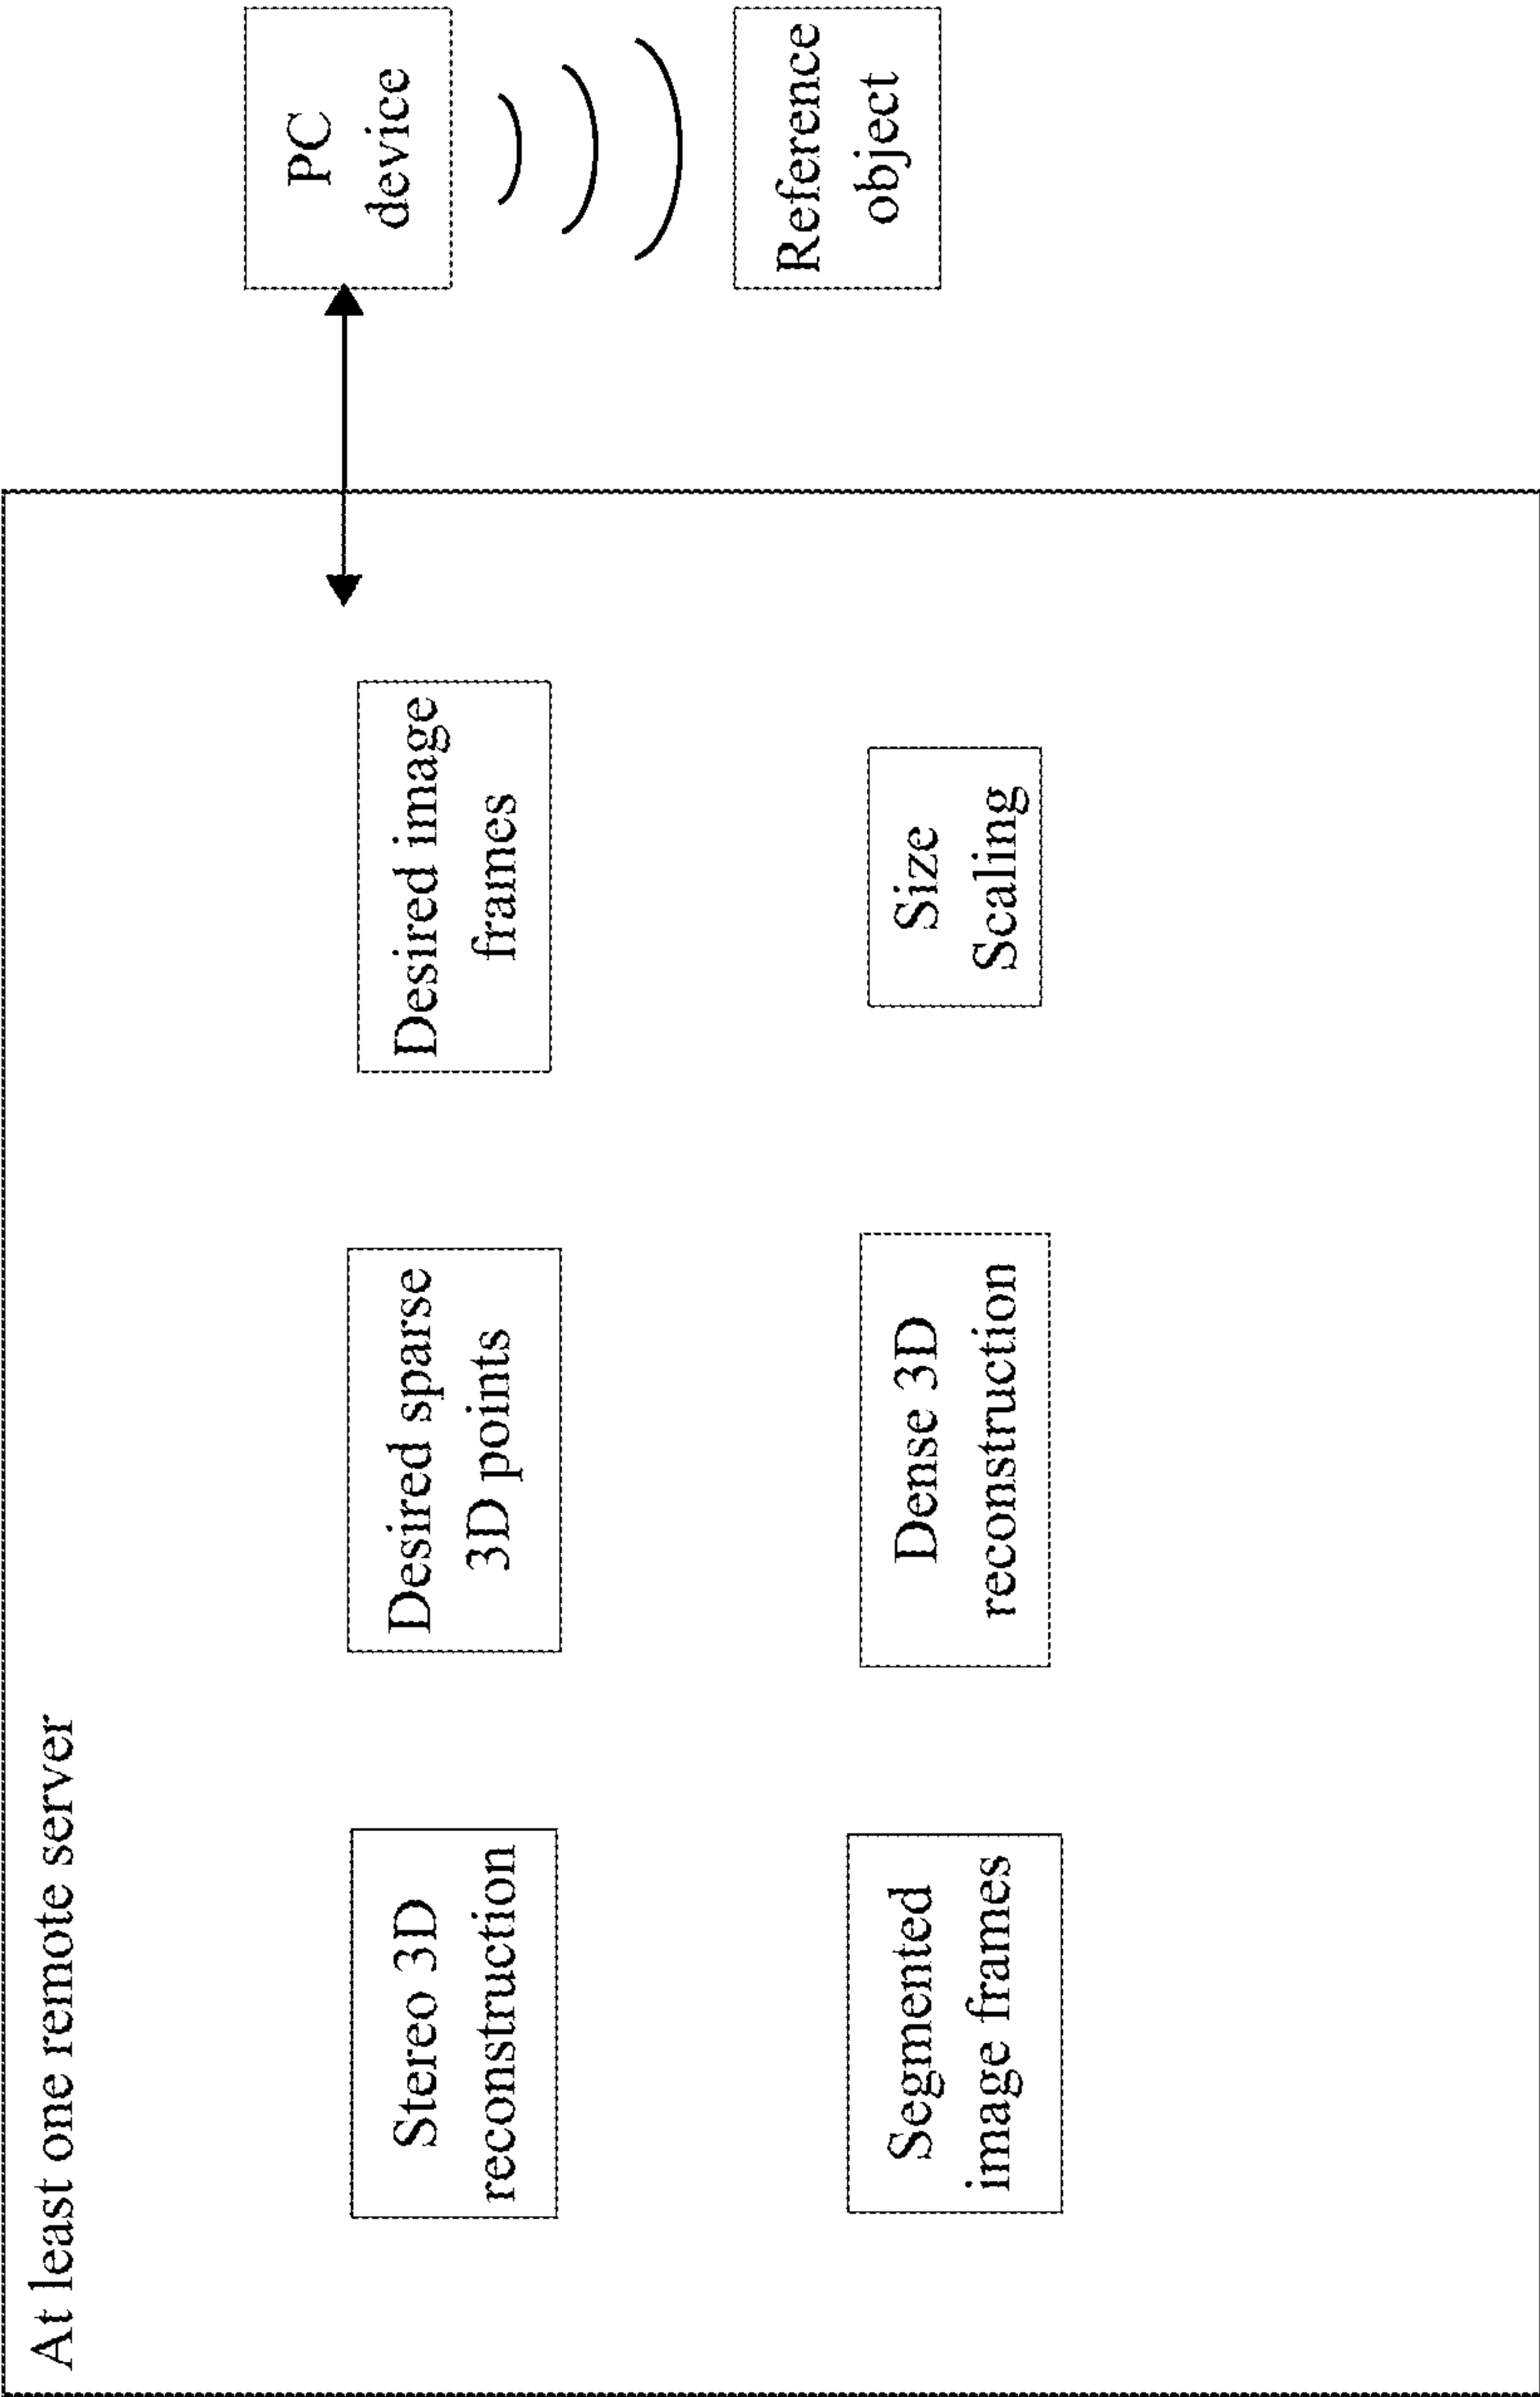 At least one remote server
Stereo 3D
reconstruction
Desired sparse
3D points
Desired image
frames
PC
device
Segmented
image frames
Dense 3D
reconstruction
Size
Scaling
Reference
object